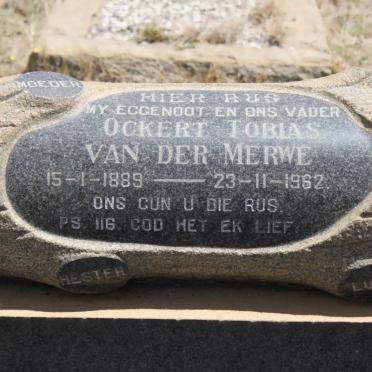 MOEDER
HIER RUS
MY EGGENOOT EN ONS VADER
OCKERT TOBIAS
VAN DER MERWE
15-1-1889 — 23-11-1962.
ONS GUN U DIE RUS.
PS. 116. GOD HET EK LIEF.
HESTER